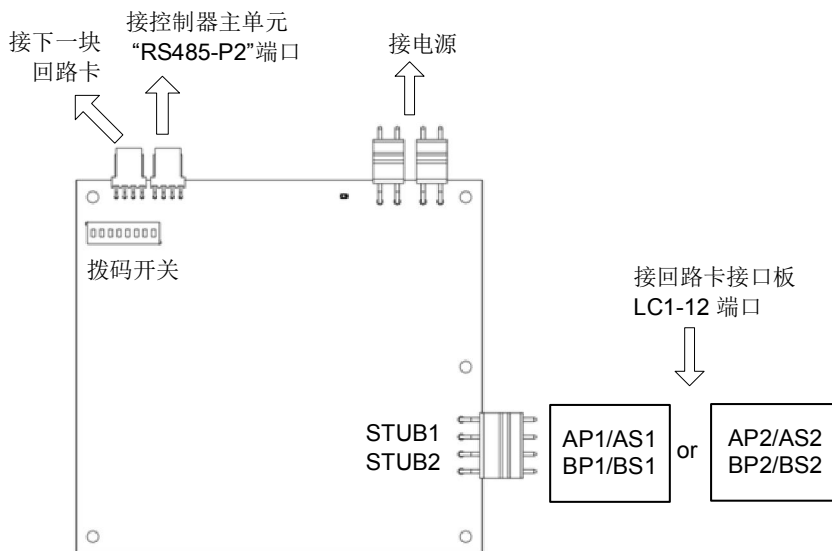 接下一块
回路卡
接控制器主单元
“RS485-P2”端口
接电源
拨码开关
接回路卡接口板
LC1-12 端口
STUB1
STUB2
AP1/AS1
BP1/BS1
or
AP2/AS2
BP2/BS2